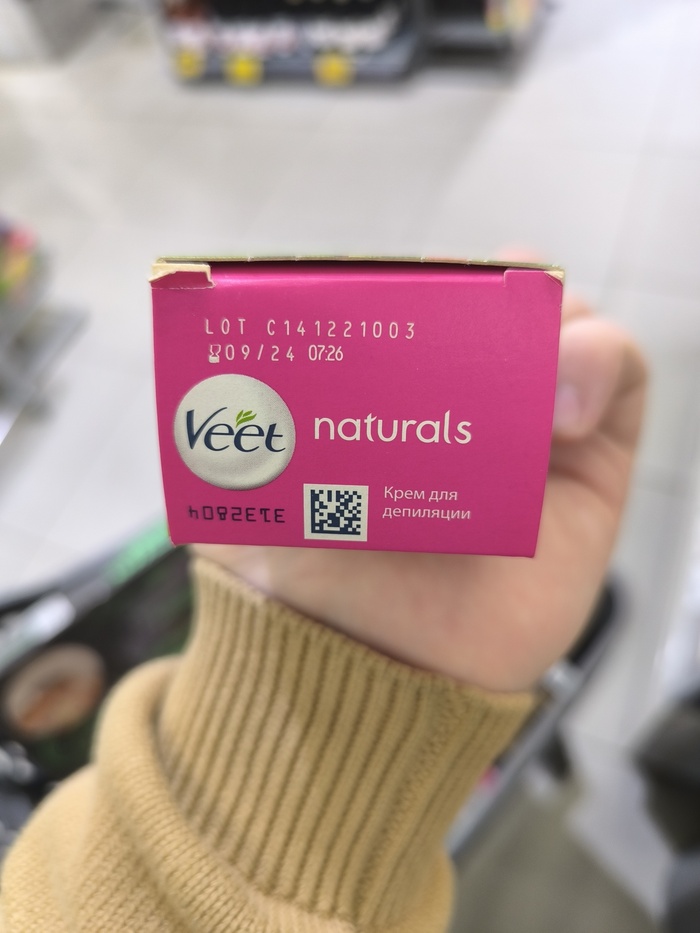 LOT C141221003
09/24 07:26
Veet
naturals
Крем для
депиляции